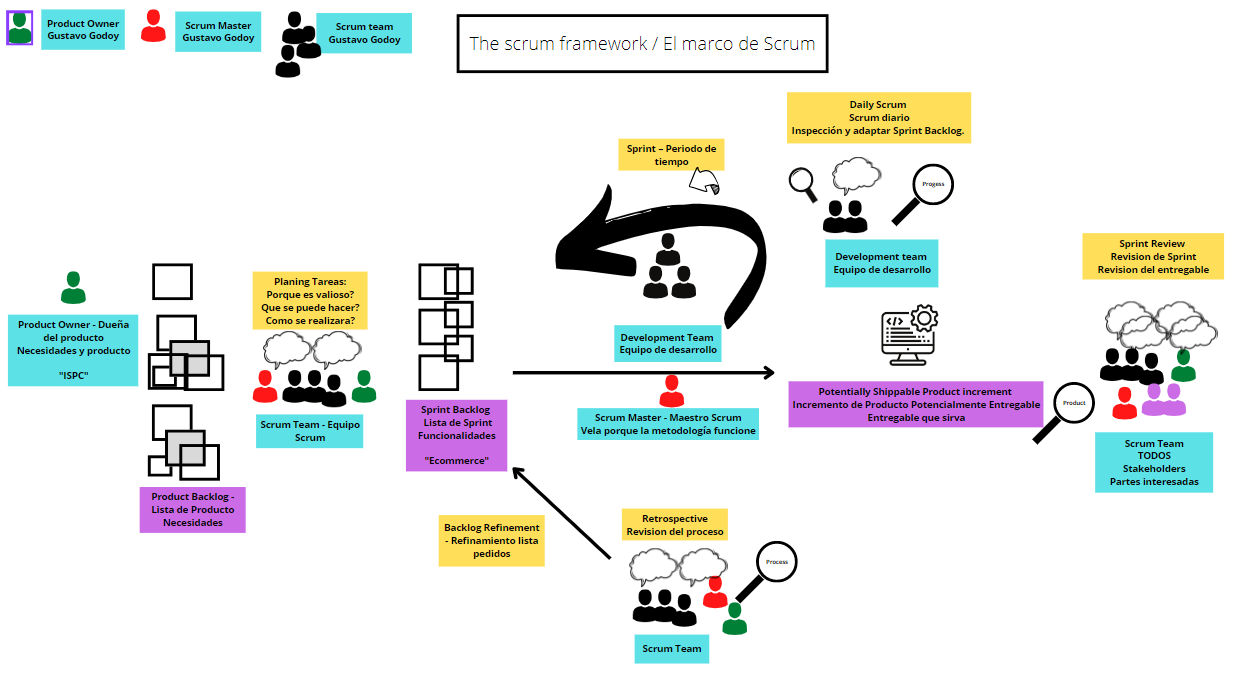 Product Owner
Gustavo Godoy
Scrum Master
Gustavo Godoy
Scrum team
Gustavo Godoy
The scrum framework / El marco de Scrum
Daily Scrum
Scrum diario
Inspección y adaptar Sprint Backlog.
Sprint – Periodo de
tiempo
Progess
Development team
Equipo de desarrollo
Sprint Review
Revision de Sprint
Revision del entregable
Product Owner - Dueña
del producto
Necesidades y producto
"ISPC"
Planing Tareas:
Porque es valioso?
Que se puede hacer?
Como se realizara?
Scrum Team - Equipo
Scrum
Product Backlog -
Lista de Producto
Necesidades
Sprint Backlog
Lista de Sprint
Funcionalidades
"Ecommerce"
Development Team
Equipo de desarrollo
Scrum Master - Maestro Scrum
Vela porque la metodología funcione
</>
Potentially Shippable Product increment
Incremento de Producto Potencialmente Entregable
Entregable que sirva
Product
Scrum Team
TODOS
Stakeholders
Partes interesadas
Backlog Refinement
- Refinamiento lista
pedidos
Retrospective
Revision del proceso
Process
Scrum Team